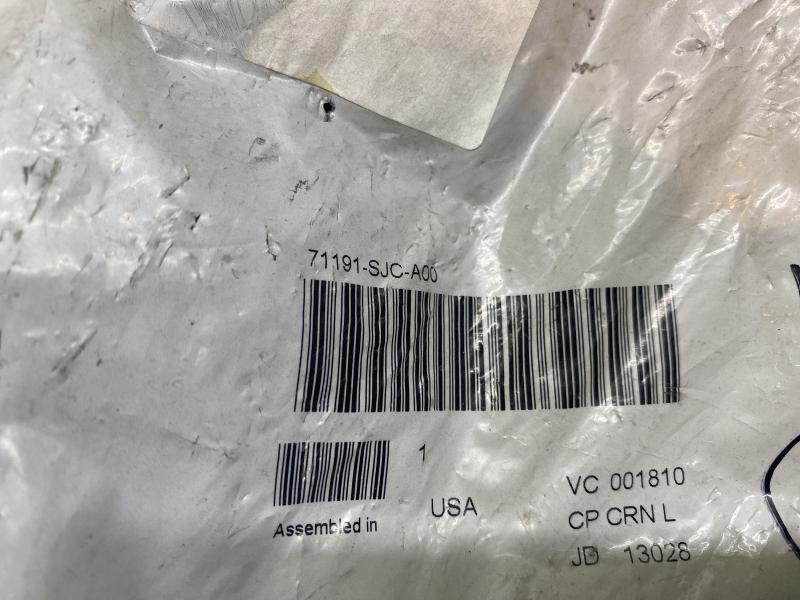 71191-SJC-A00
1
Assembled in
USA
VC 001810
CP CRN L
JD 13028